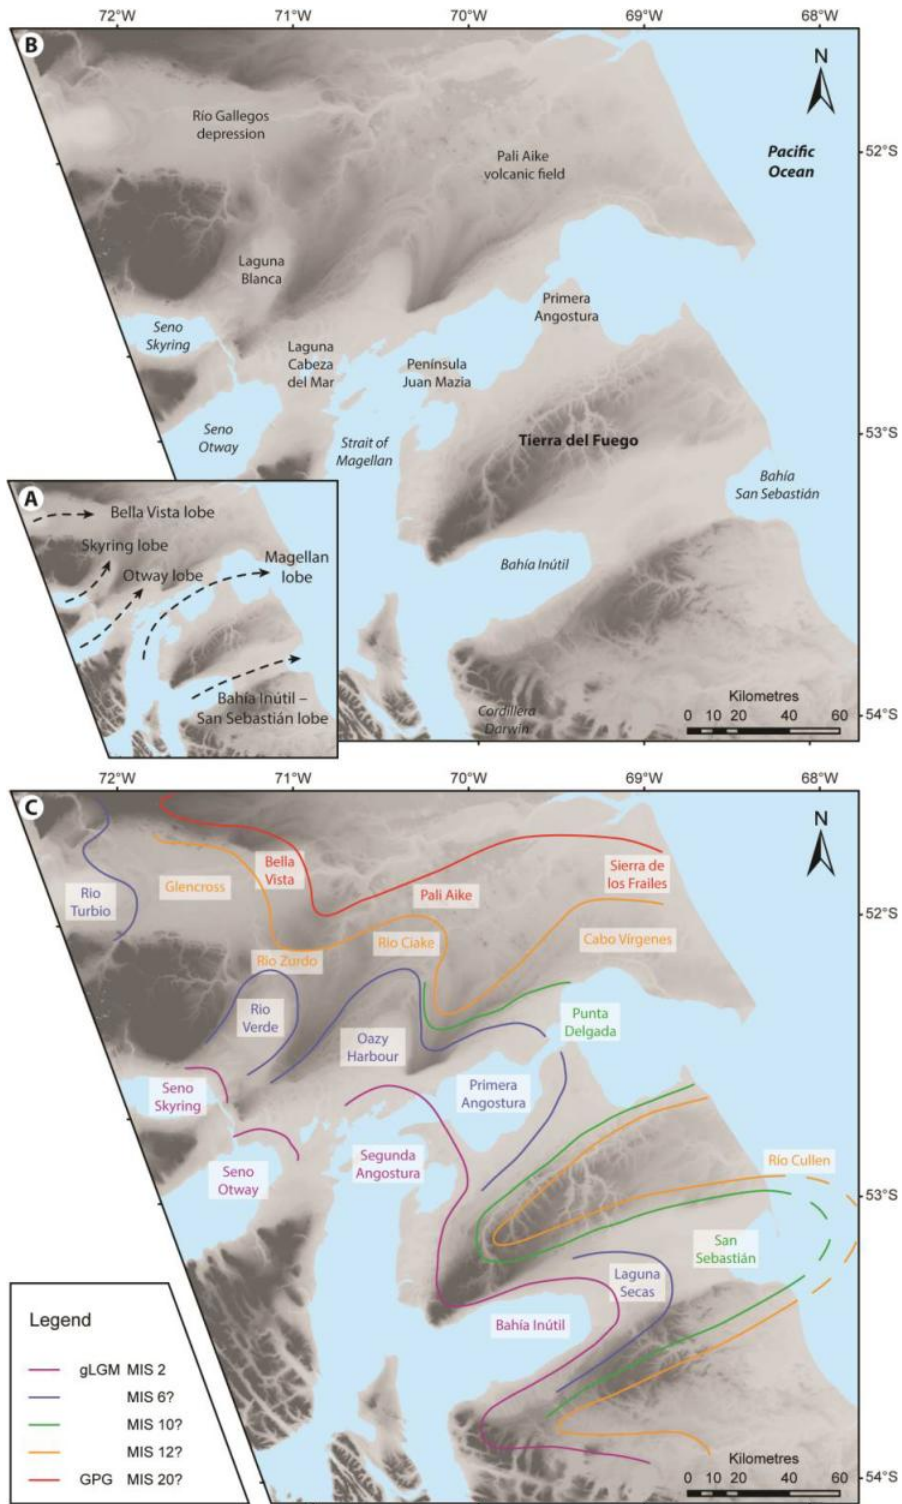 72°W
71°W
70°W
69°W
68°W
B
N
Río Gallegos
depression
52°S
Pali Aike
volcanic field
Pacific
Ocean
Laguna
Blanca
Primera
Angostura
Seno
Skyring
Laguna
Cabeza
del Mar
Península
Juan Mazia
Seno
Otway
Strait of
Magellan
Tierra del Fuego
53°S
Bahía
San Sebastián
Bahía Inútil
Cordillera
Darwin
Kilometres
0 10 20 40 60
54°S
A
Bella Vista lobe
Skyring lobe
Otway lobe
Magellan
lobe
Bahía Inútil –
San Sebastián lobe
72°W
71°W
70°W
69°W
68°W
C
N
Bella
Vista
Glencross
Rio
Turbio
Pali Aike
Sierra de
los Frailes
52°S
Rio Zurdo
Rio Ciake
Cabo Vírgenes
Rio
Verde
Oazy
Harbour
Punta
Delgada
Seno
Skyring
Primera
Angostura
Seno
Otway
Segunda
Angostura
Río Cullen
53°S
San
Sebastián
Laguna
Secas
Bahía Inútil
Legend
gLGM MIS 2
MIS 6?
MIS 10?
MIS 12?
GPG MIS 20?
Kilometres
0 10 20 40 60
54°S